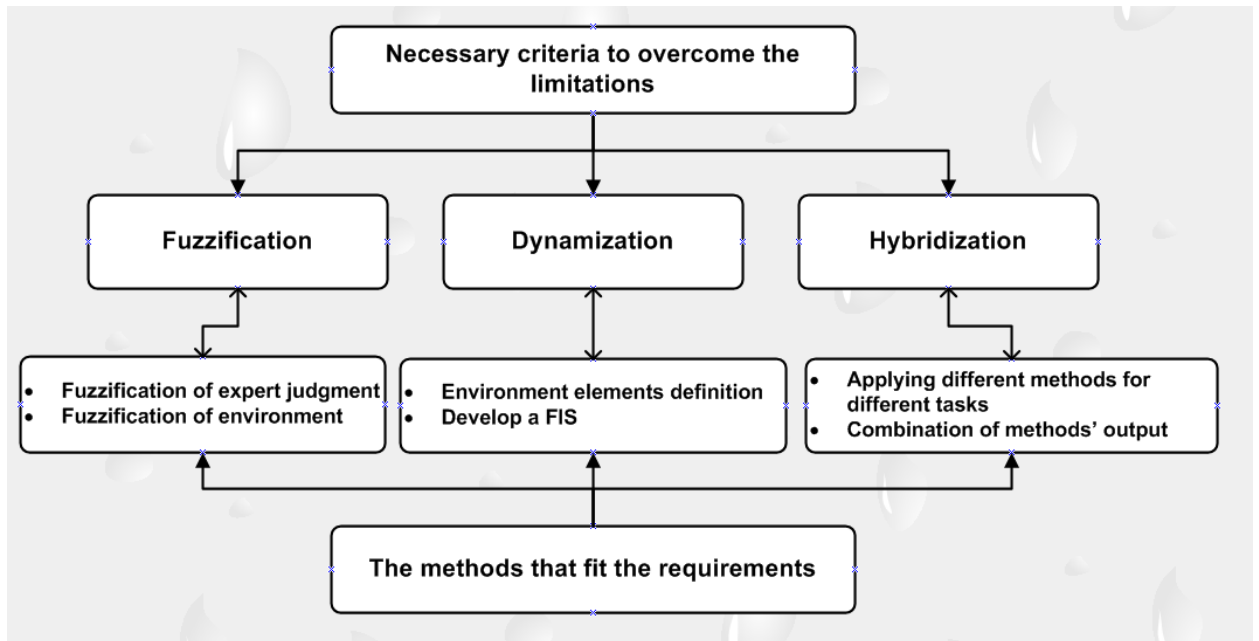 Necessary criteria to overcome the
limitations
Fuzzification
Dynamization
Hybridization
• Fuzzification of expert judgment
• Fuzzification of environment
• Environment elements definition
• Develop a FIS
• Applying different methods for
different tasks
• Combination of methods' output
The methods that fit the requirements